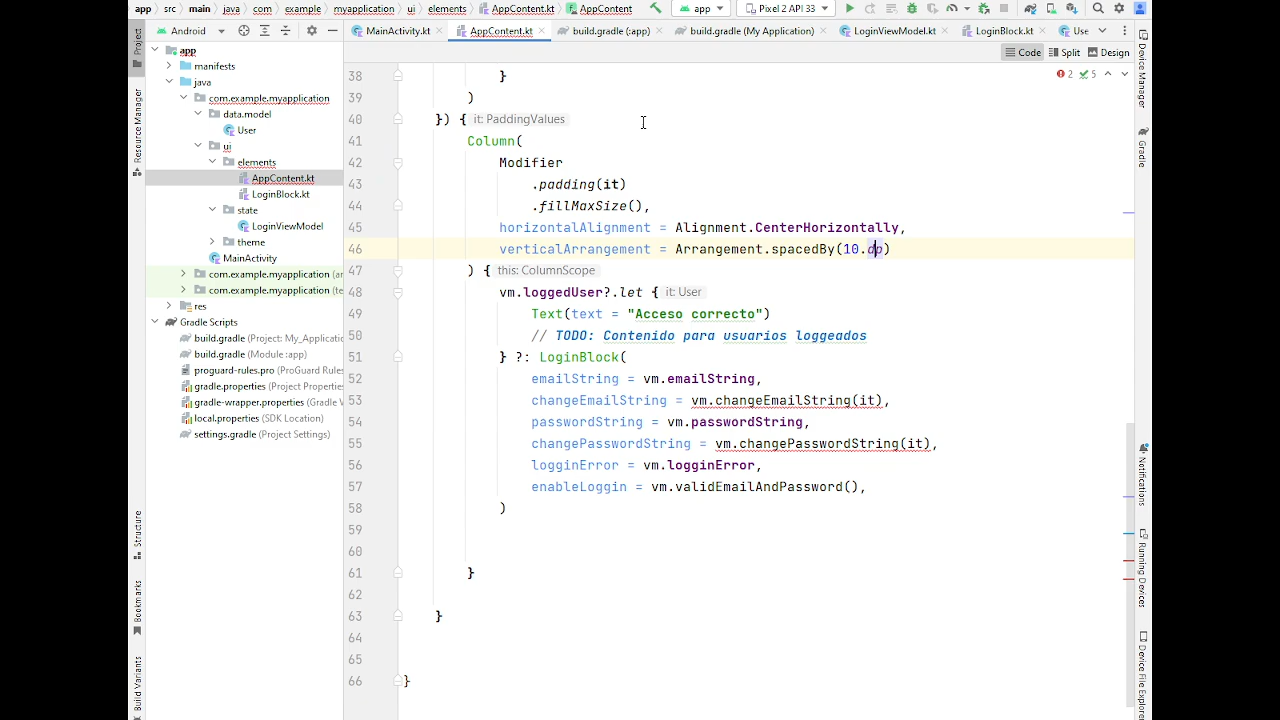 app src main java com example myapplication ui elements AppContent.kt AppContent app Pixel 2 API 33
Android MainActivity.kt AppContent.kt build.gradle (:app) build.gradle (My Application) LoginViewModel.kt LoginBlock.kt Use
Code Split Design
2 5
Project
Resource Manager
Structure
Bookmarks
Build Variants
app
manifests
java
com.example.myapplication
data.model
User
ui
elements
AppContent.kt
LoginBlock.kt
state
LoginViewModel
theme
MainActivity
com.example.myapplication (an
com.example.myapplication (te
res
Gradle Scripts
build.gradle (Project: My_Applicatio
build.gradle (Module :app)
proguard-rules.pro (ProGuard Rules
gradle.properties (Project Properties
gradle-wrapper.properties (Gradle V
local.properties (SDK Location)
settings.gradle (Project Settings)
38 }
39 )
40 }) { it: PaddingValues
41 Column(
42 Modifier
43 .padding(it)
44 .fillMaxSize(),
45 horizontalAlignment = Alignment.CenterHorizontally,
46 verticalArrangement = Arrangement.spacedBy(10.dp)
47 ) { this: ColumnScope
48 vm.loggedUser?.let { it: User
49 Text(text = "Acceso correcto")
50 // TODO: Contenido para usuarios loggeados
51 } ?: LoginBlock(
52 emailString = vm.emailString,
53 changeEmailString = vm.changeEmailString(it),
54 passwordString = vm.passwordString,
55 changePasswordString = vm.changePasswordString(it),
56 logginError = vm.logginError,
57 enableLoggin = vm.validEmailAndPassword(),
58 )
59
60
61 }
62
63 }
64
65
66 }
Device Manager
Gradle
Notifications
Running Devices
Device File Explorer